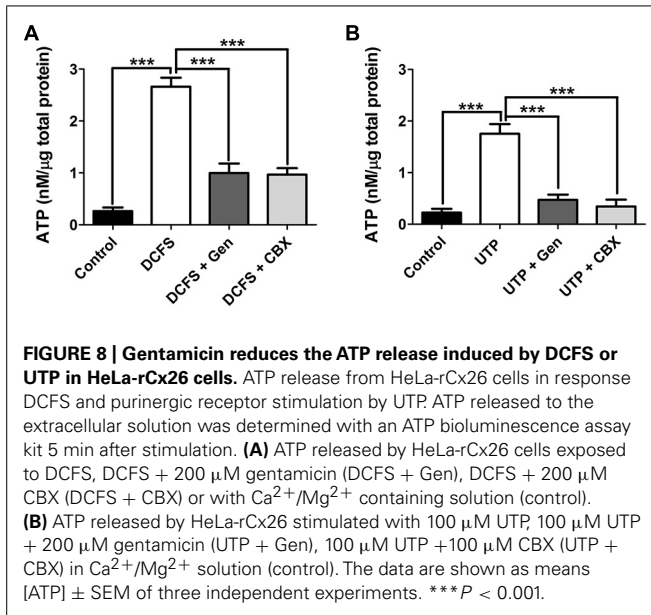 A
B
*** *** ***
*** *** ***
ATP (nM/µg total protein)
3
2
1
0
Control
DCFS
DCFS + Gen
DCFS + CBX
ATP (nM/µg total protein)
3
2
1
0
Control
UTP
UTP + Gen
UTP + CBX
FIGURE 8 | Gentamicin reduces the ATP release induced by DCFS or
UTP in HeLa-rCx26 cells. ATP release from HeLa-rCx26 cells in response
DCFS and purinergic receptor stimulation by UTP. ATP released to the
extracellular solution was determined with an ATP bioluminescence assay
kit 5 min after stimulation. (A) ATP released by HeLa-rCx26 cells exposed
to DCFS, DCFS + 200 µM gentamicin (DCFS + Gen), DCFS + 200 µM
CBX (DCFS + CBX) or with Ca2+/Mg2+ containing solution (control).
(B) ATP released by HeLa-rCx26 stimulated with 100 µM UTP, 100 µM UTP
+ 200 µM gentamicin (UTP + Gen), 100 µM UTP +100 µM CBX (UTP +
CBX) in Ca2+/Mg2+ solution (control). The data are shown as means
[ATP] ± SEM of three independent experiments. ***P < 0.001.